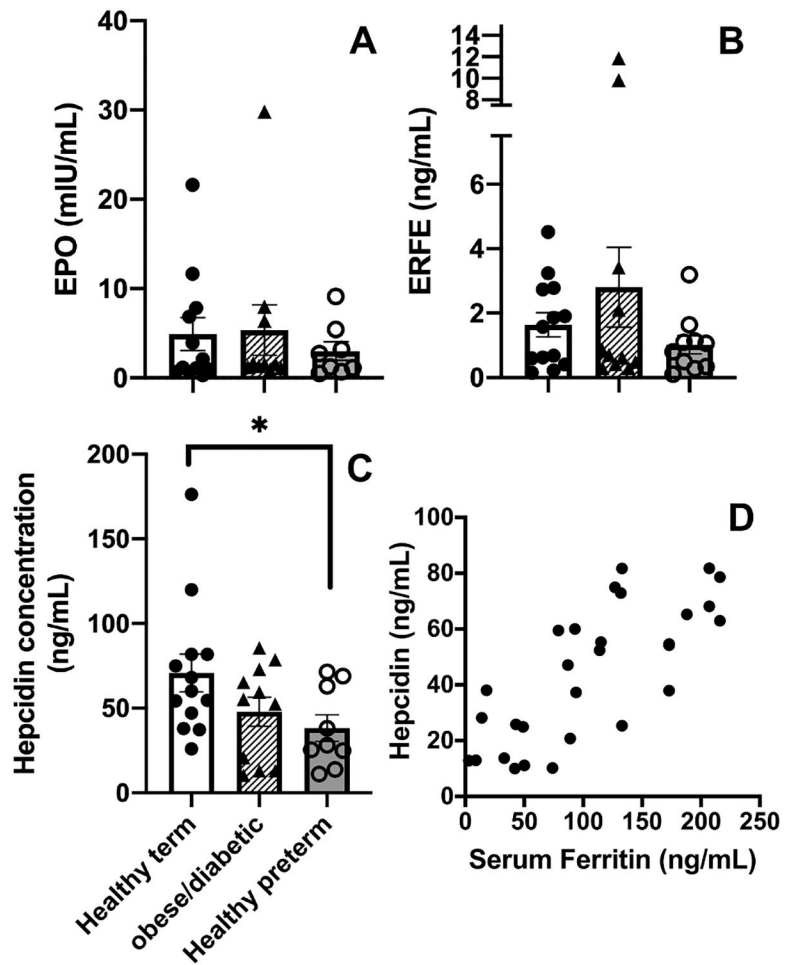 A
EPO (mIU/mL)
40
30
20
10
0
B
ERFE (ng/mL)
14
12
10
8
6
4
2
0
*
C
Hepcidin concentration
(ng/mL)
200
150
100
50
0
Healthy term
obese/diabetic
Healthy preterm
D
Hepcidin (ng/mL)
100
80
60
40
20
0
0 50 100 150 200 250
Serum Ferritin (ng/mL)